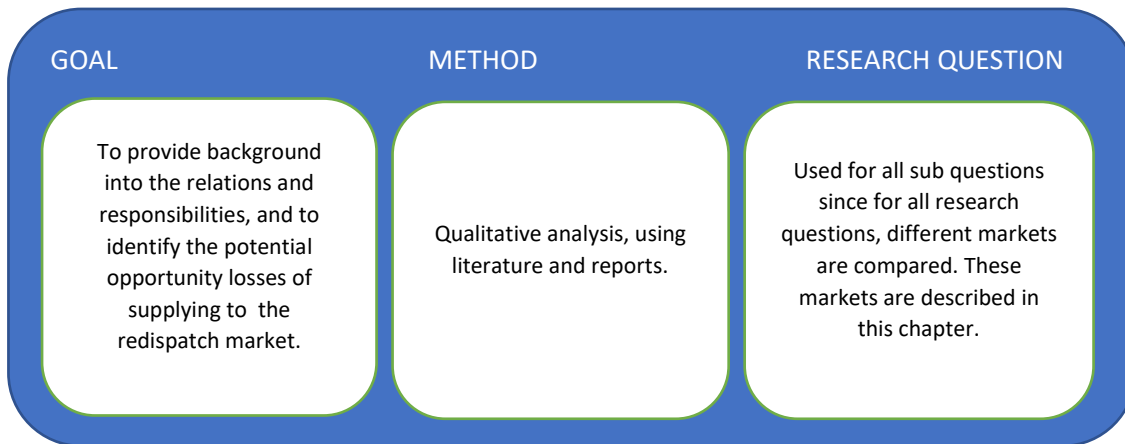 GOAL
METHOD
RESEARCH QUESTION
To provide background
into the relations and
responsibilities, and to
identify the potential
opportunity losses of
supplying to  the
redispatch market.
Qualitative analysis, using
literature and reports.
Used for all sub questions
since for all research
questions, different markets
are compared. These
markets are described in
this chapter.